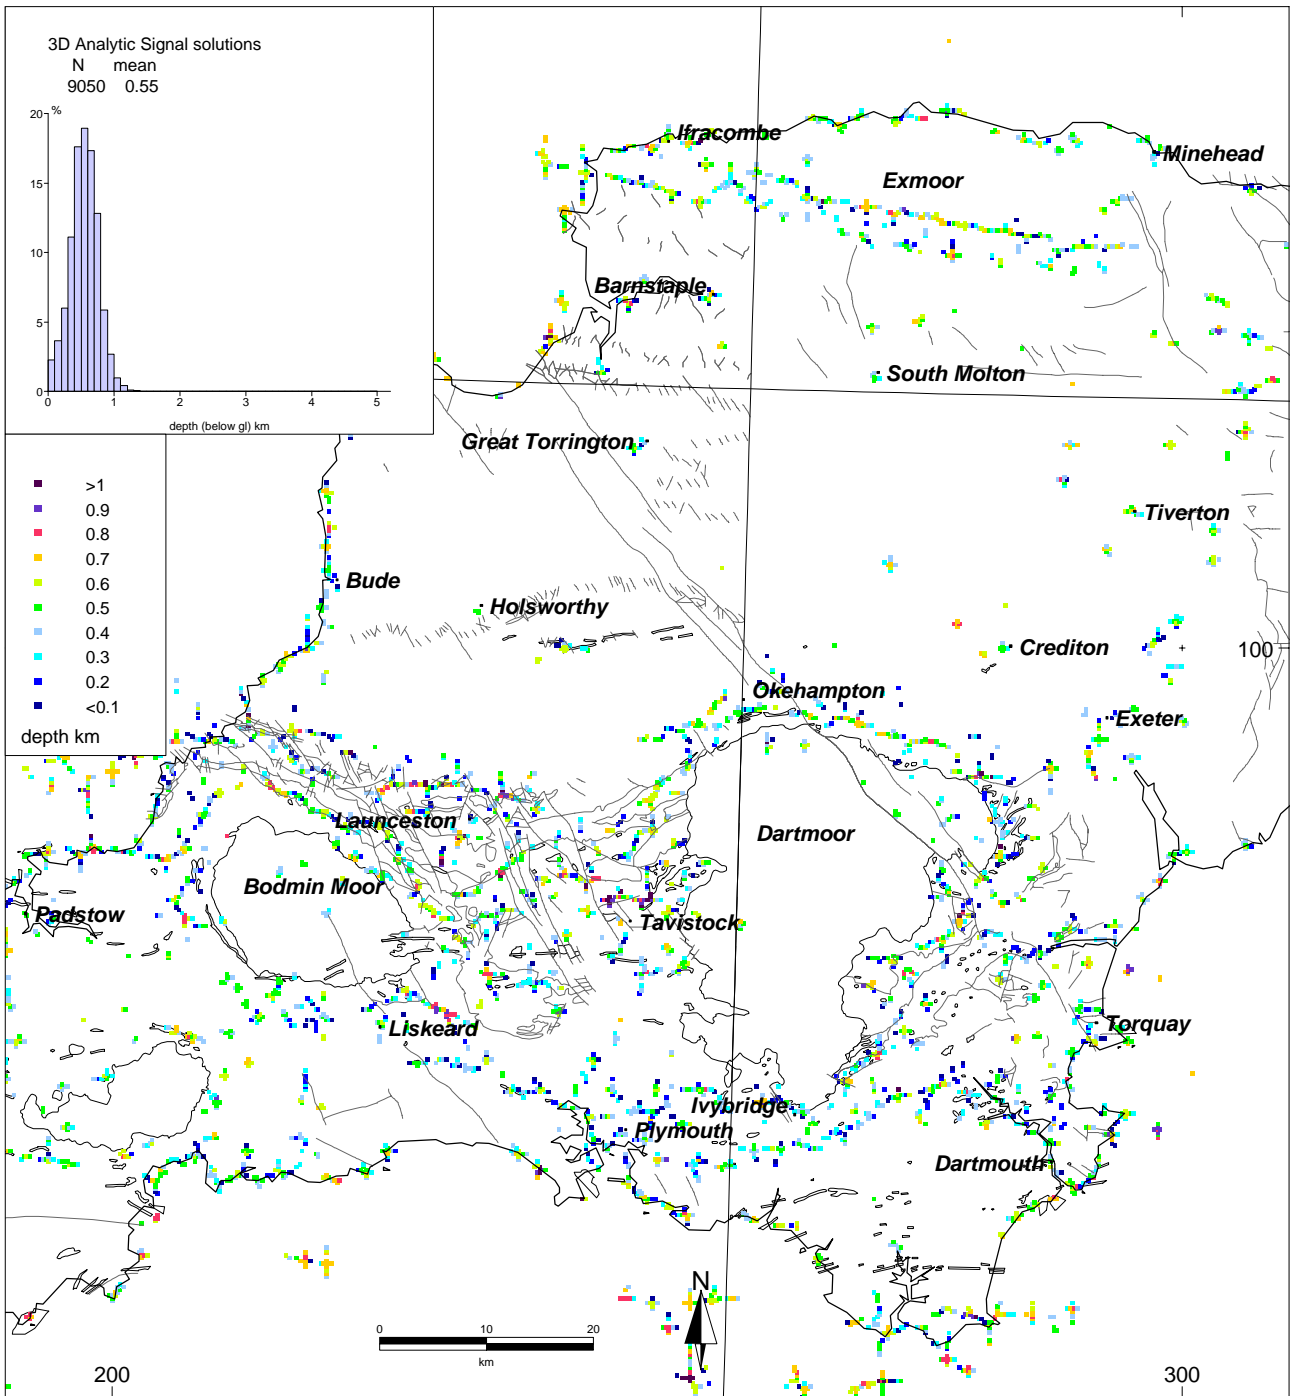 3D Analytic Signal solutions
N mean
9050 0.55
%
20
15
10
5
0
0 1 2 3 4 5
depth (below gl) km
>1
0.9
0.8
0.7
0.6
0.5
0.4
0.3
0.2
<0.1
depth km
Ifracombe
Minehead
Exmoor
Barnstaple
South Molton
Great Torrington
Tiverton
Bude
Holsworthy
Crediton
100
Okehampton
Exeter
Launceston
Dartmoor
Bodmin Moor
Padstow
Tavistock
Liskeard
Torquay
Ivybridge
Plymouth
Dartmouth
N
0 10 20
km
200
300